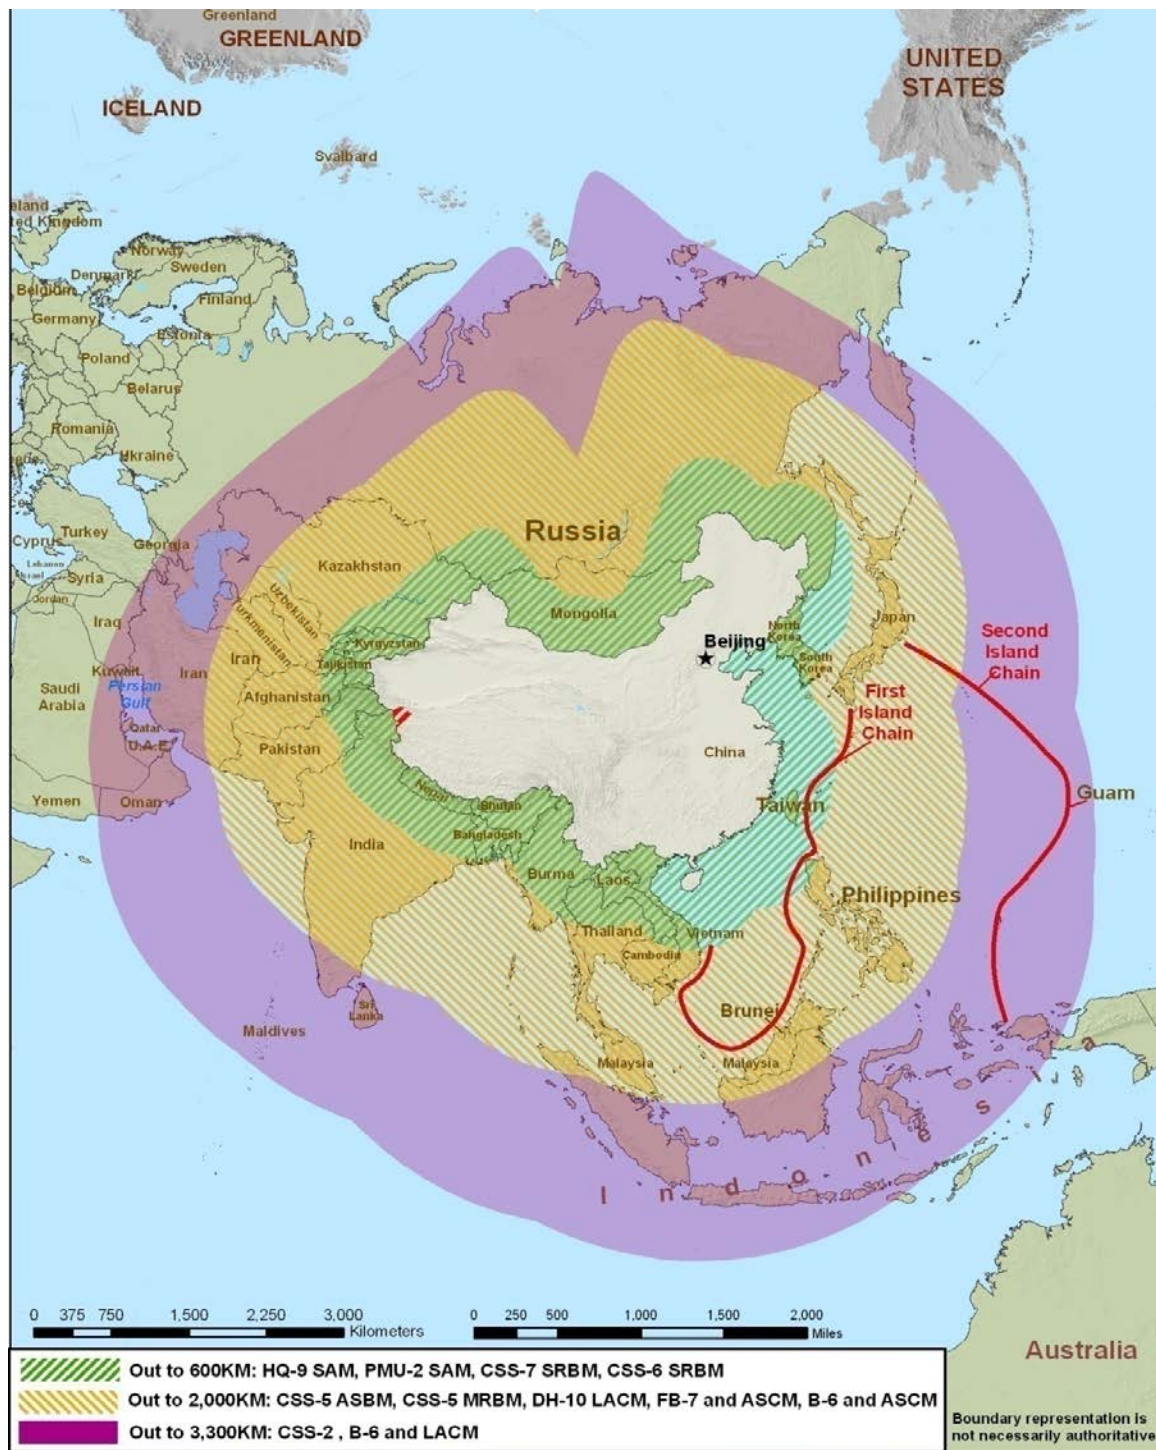 Greenland
GREENLAND
UNITED
STATES
ICELAND
Svalbard
eland
ted Kingdom
Norway
Sweden
Denmark
Finland
Belgium
Germany
Estonia
Poland
Belarus
Romania
Ukraine
Russia
Turkey
Georgia
Cyprus
Lebanon
Israel
Syria
Jordan
Kazakhstan
Uzbekistan
Turkmenistan
Mongolia
Kyrgyzstan
Tajikistan
Beijing
North
Korea
South
Korea
Japan
Second
Island
Chain
First
Island
Chain
Iraq
Kuwait
Iran
Iran
Afghanistan
Saudi
Arabia
Persian
Gulf
Qatar
U.A.E
Pakistan
China
Yemen
Oman
Nepal
Bhutan
Taiwan
Guam
Bangladesh
India
Burma
Laos
Philippines
Thailand
Vietnam
Cambodia
Sri
Lanka
Maldives
Brunei
Malaysia
Malaysia
Indonesia
0 375 750 1,500 2,250 3,000
Kilometers
0 250 500 1,000 1,500 2,000
Miles
Australia
Out to 600KM: HQ-9 SAM, PMU-2 SAM, CSS-7 SRBM, CSS-6 SRBM
Out to 2,000KM: CSS-5 ASBM, CSS-5 MRBM, DH-10 LACM, FB-7 and ASCM, B-6 and ASCM
Out to 3,300KM: CSS-2 , B-6 and LACM
Boundary representation is
not necessarily authoritative